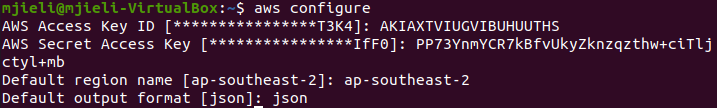 mjieli@mjieli-VirtualBox:~$ aws configure
AWS Access Key ID [****************T3K4]: AKIAXTVIUGVIBUHUUTHS
AWS Secret Access Key [****************IfF0]: PP73YnmYCR7kBfvUkyZknzqzthw+ciTlj
ctyl+mb
Default region name [ap-southeast-2]: ap-southeast-2
Default output format [json]: json